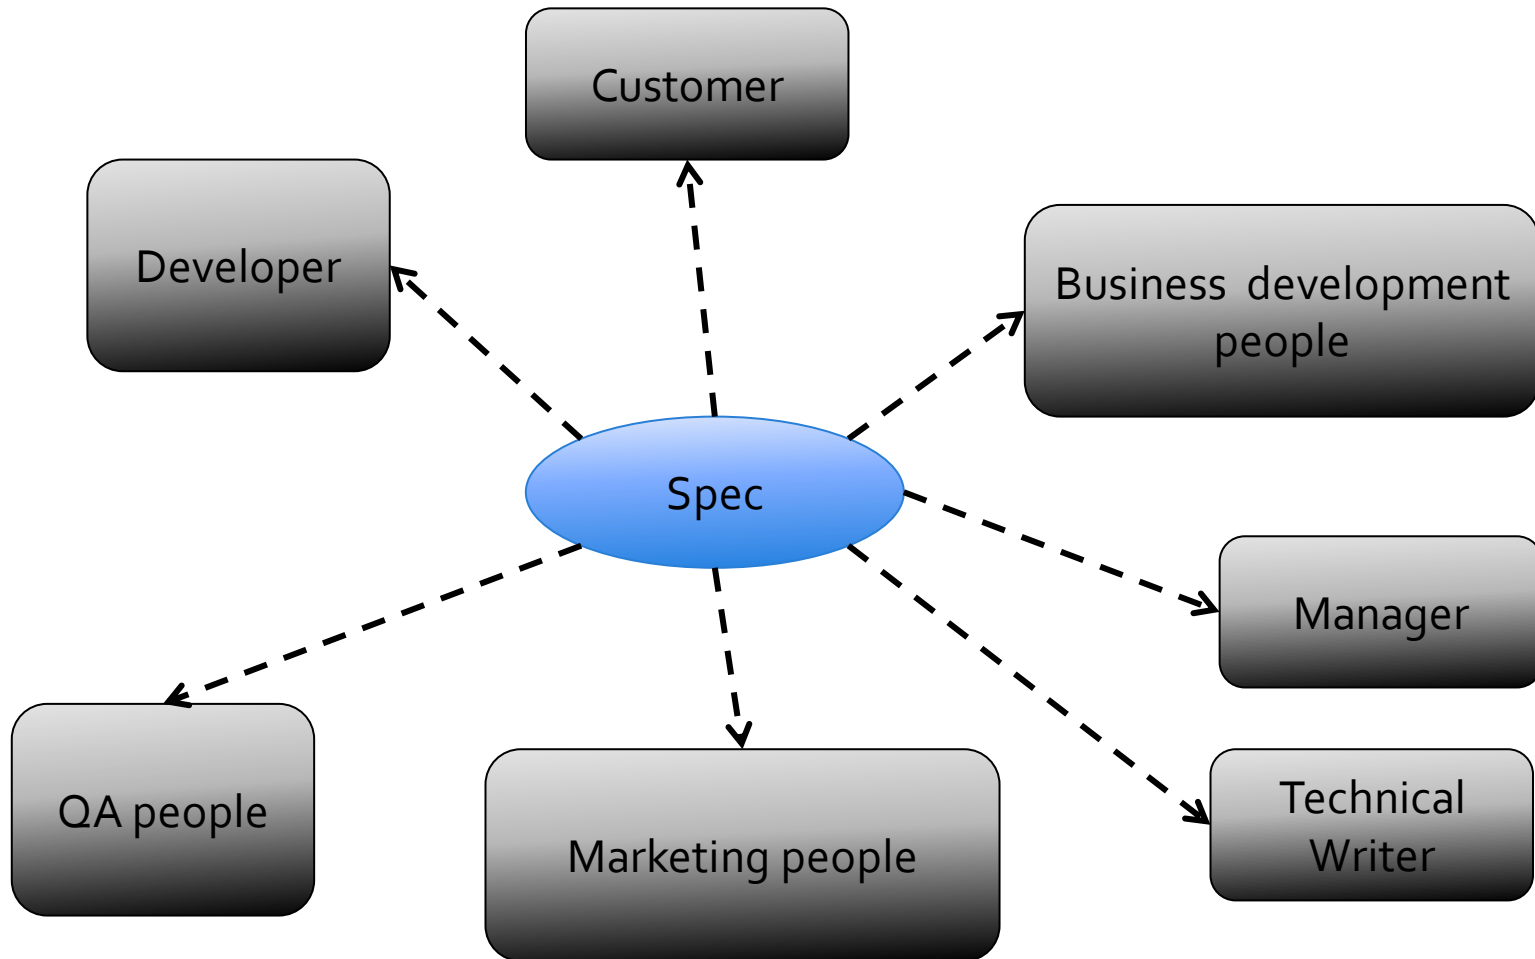 Customer
Developer
Business development
people
Spec
Manager
QA people
Marketing people
Technical
Writer